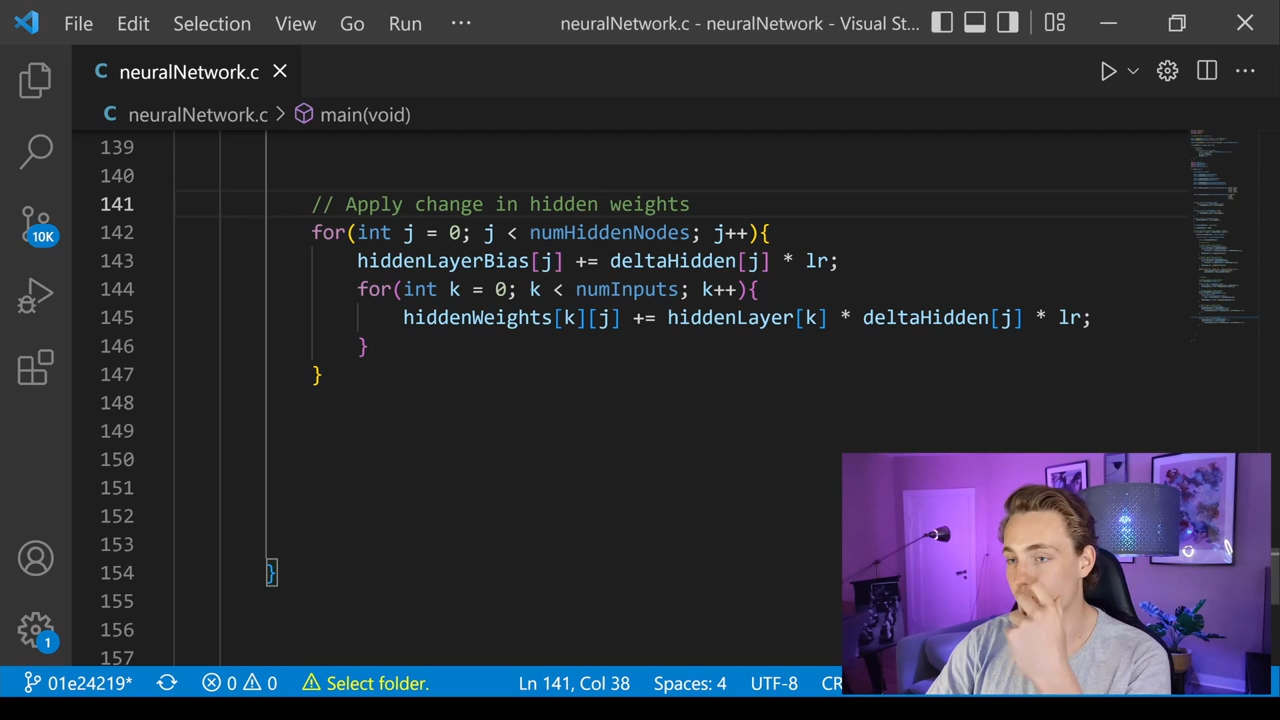 File Edit Selection View Go Run ··· neuralNetwork.c - neuralNetwork - Visual St...
C neuralNetwork.c
C neuralNetwork.c > main(void)
139
140
141 // Apply change in hidden weights
142 for(int j = 0; j < numHiddenNodes; j++){
143 hiddenLayerBias[j] += deltaHidden[j] * lr;
144 for(int k = 0; k < numInputs; k++){
145 hiddenWeights[k][j] += hiddenLayer[k] * deltaHidden[j] * lr;
146 }
147 }
148
149
150
151
152
153
154 }
155
156
157
10K
1
01e24219* 0 0 Select folder. Ln 141, Col 38 Spaces: 4 UTF-8 CR